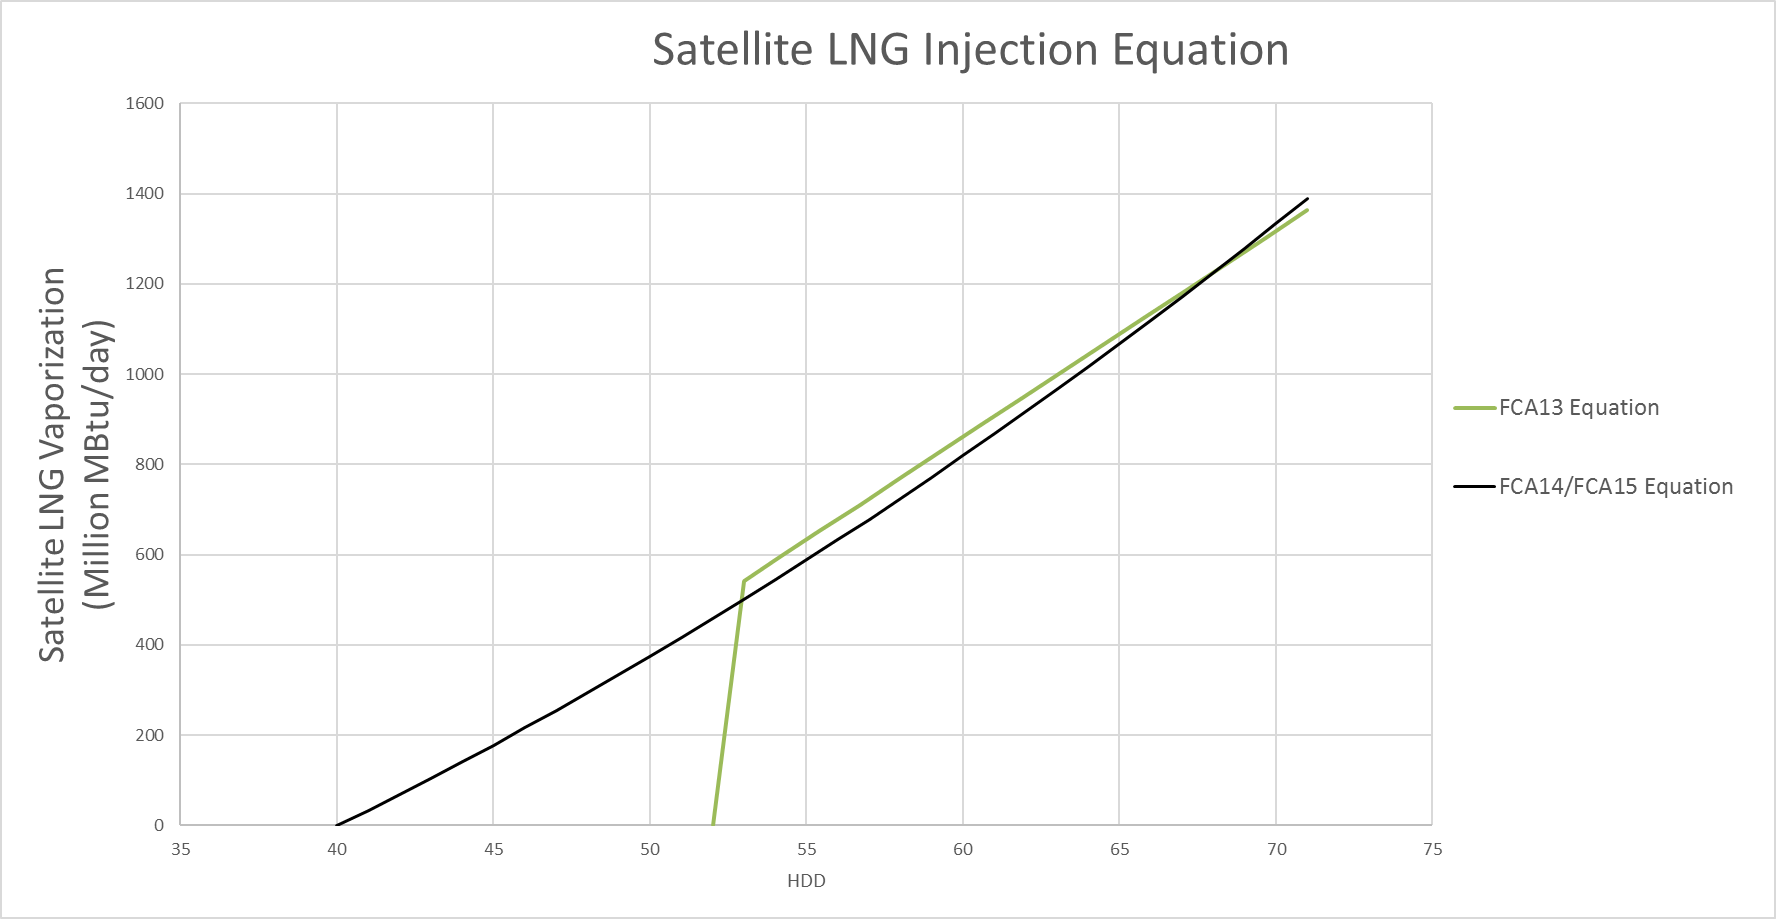 Satellite LNG Injection Equation
Satellite LNG Vaporization
(Million MBtu/day)
1600
1400
1200
1000
800
600
400
200
0
35 40 45 50 55 60 65 70 75
HDD
FCA13 Equation
FCA14/FCA15 Equation